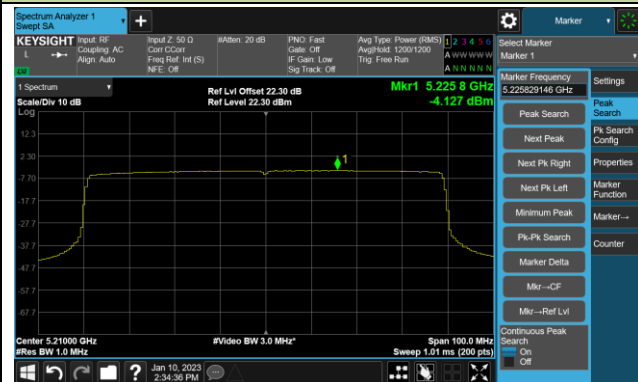 Spectrum Analyzer 1
Swept SA
Marker
KEYSIGHT
L
LXI
Input: RF
Coupling: AC
Align: Auto
Input Z: 50 Ω
Corr CCorr
Freq Ref: Int (S)
NFE: Off
#Atten: 20 dB
PNO: Fast
Gate: Off
IF Gain: Low
Sig Track: Off
Avg Type: Power (RMS)
Avg|Hold: 1200/1200
Trig: Free Run
1 2 3 4 5 6
A W W W W W
A N N N N N
Select Marker
Marker 1
1 Spectrum
Scale/Div 10 dB
Log
Ref Lvl Offset 22.30 dB
Ref Level 22.30 dBm
Mkr1 5.225 8 GHz
-4.127 dBm
12.3
2.30
-7.70
-17.7
-27.7
-37.7
-47.7
-57.7
-67.7
1
Center 5.21000 GHz
#Res BW 1.0 MHz
#Video BW 3.0 MHz*
Span 100.0 MHz
Sweep 1.01 ms (200 pts)
Marker Frequency
5.225829146 GHz
Peak Search
Next Peak
Next Pk Right
Next Pk Left
Minimum Peak
Pk-Pk Search
Marker Delta
Mkr→CF
Mkr→Ref Lvl
Continuous Peak
Search
On
Off
Settings
Peak
Search
Pk Search
Config
Properties
Marker
Function
Marker→
Counter
Jan 10, 2023
2:34:36 PM